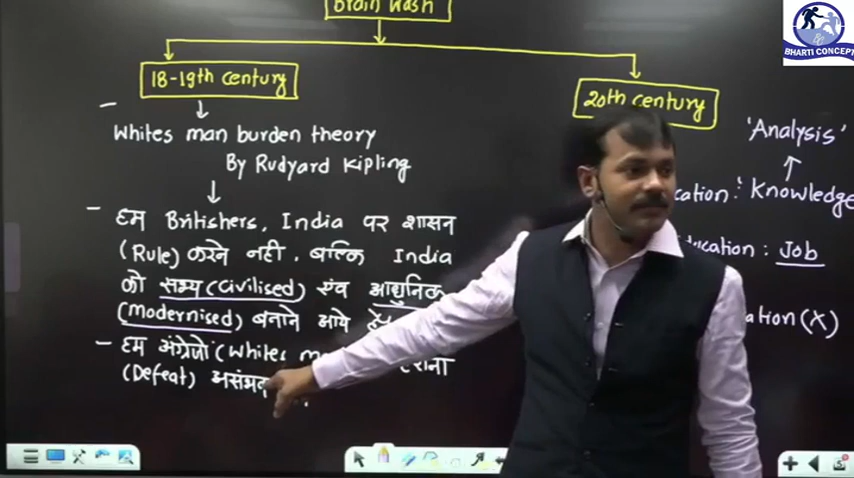 Brain Wash
18-19th century
20th century
Whites man burden theory
By Rudyard Kipling
'Analysis'
Knowledge
हम Britishers, India पर शासन
(Rule) करने नही, बल्कि India
को सभ्य (civilised) एंव आधुनिक
(modernised) बनाने आये
हम अंग्रेजो (Whites
(Defeat) असंभव
: Job
(X)
BHARTI CONCEPT